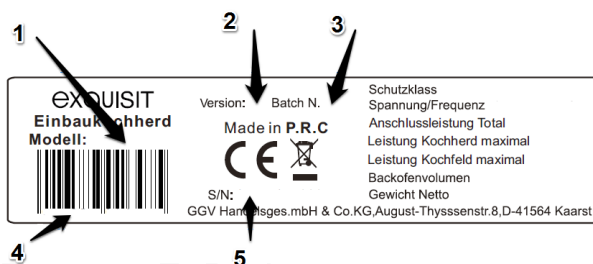 1
2
3
exquisit
Einbaukochherd
Modell:
Version:
Batch N.
Made in P.R.C
CE
S/N:
Schutzklass
Spannung/Frequenz
Anschlussleistung Total
Leistung Kochherd maximal
Leistung Kochfeld maximal
Backofenvolumen
Gewicht Netto
GGV Handelsges.mbH & Co.KG,August-Thysssenstr.8,D-41564 Kaarst
4
5